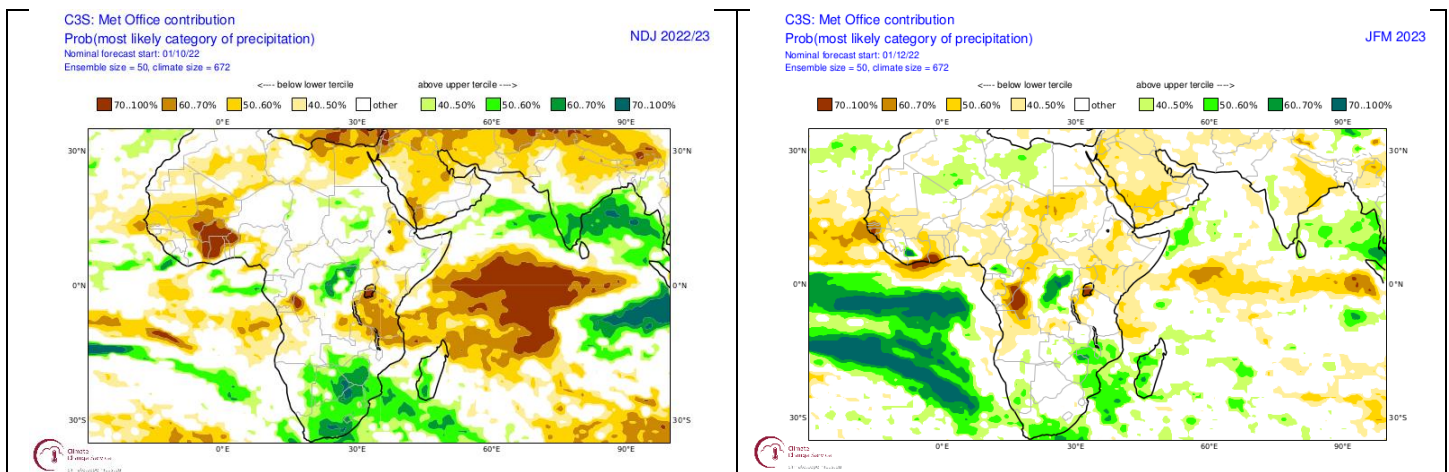 C3S: Met Office contribution
Prob(most likely category of precipitation)
NDJ 2022/23
Nominal forecast start: 01/10/22
Ensemble size = 50, climate size = 672
<---- below lower tercile above upper tercile ---->
70..100% 60..70% 50..60% 40..50% other 40..50% 50..60% 60..70% 70..100%
0°E 30°E 60°E 90°E
30°N 30°N
0°N 0°N
30°S 30°S
0°E 30°E 60°E 90°E
Climate
Change Service
C3S: Met Office contribution
Prob(most likely category of precipitation)
JFM 2023
Nominal forecast start: 01/12/22
Ensemble size = 50, climate size = 672
<---- below lower tercile above upper tercile ---->
70..100% 60..70% 50..60% 40..50% other 40..50% 50..60% 60..70% 70..100%
0°E 30°E 60°E 90°E
30°N 30°N
0°N 0°N
30°S 30°S
0°E 30°E 60°E 90°E
Climate
Change Service